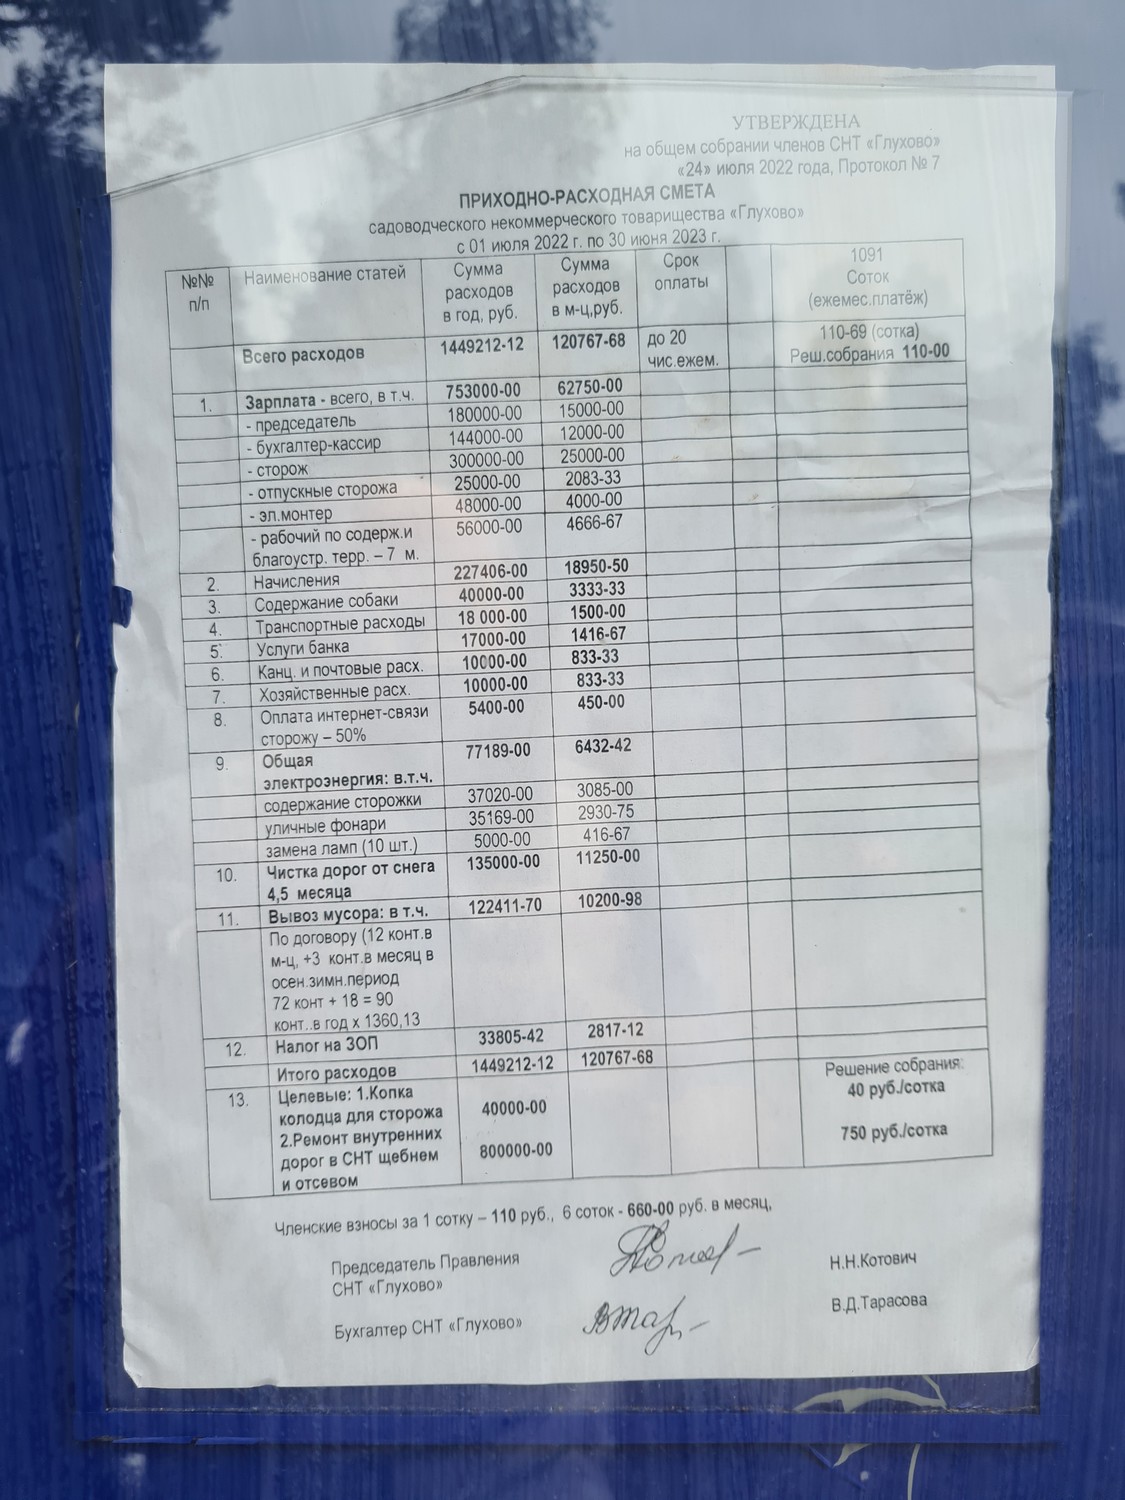 УТВЕРЖДЕНА
на общем собрании членов СНТ «Глухово»
«24» июля 2022 года, Протокол № 7
ПРИХОДНО-РАСХОДНАЯ СМЕТА
садоводческого некоммерческого товарищества «Глухово»
с 01 июля 2022 г. по 30 июня 2023 г.
№№ п/п Наименование статей Сумма расходов в год, руб. Сумма расходов в м-ц,руб. Срок оплаты 1091 Соток (ежемес.платёж)
Всего расходов 1449212-12 120767-68 до 20 чис.ежем. 110-69 (сотка) Реш.собрания 110-00
1. Зарплата - всего, в т.ч. 753000-00 62750-00
- председатель 180000-00 15000-00
- бухгалтер-кассир 144000-00 12000-00
- сторож 300000-00 25000-00
- отпускные сторожа 25000-00 2083-33
- эл.монтер 48000-00 4000-00
- рабочий по содерж.и 56000-00 4666-67
благоустр. терр. – 7 м.
2. Начисления 227406-00 18950-50
3. Содержание собаки 40000-00 3333-33
4. Транспортные расходы 18 000-00 1500-00
5. Услуги банка 17000-00 1416-67
6. Канц. и почтовые расх. 10000-00 833-33
7. Хозяйственные расх. 10000-00 833-33
8. Оплата интернет-связи 5400-00 450-00
сторожу – 50%
9. Общая 77189-00 6432-42
электроэнергия: в.т.ч.
содержание сторожки 37020-00 3085-00
уличные фонари 35169-00 2930-75
замена ламп (10 шт.) 5000-00 416-67
10. Чистка дорог от снега 135000-00 11250-00
4,5 месяца
11. Вывоз мусора: в т.ч. 122411-70 10200-98
По договору (12 конт.в
м-ц, +3 конт.в месяц в
осен.зимн.период
72 конт + 18 = 90
конт..в год х 1360,13
12. Налог на ЗОП 33805-42 2817-12
Итого расходов 1449212-12 120767-68
Решение собрания:
13. Целевые: 1.Копка 40 руб./сотка
колодца для сторожа 40000-00
2.Ремонт внутренних 750 руб./сотка
дорог в СНТ щебнем 800000-00
и отсевом
Членские взносы за 1 сотку – 110 руб., 6 соток - 660-00 руб. в месяц,
Председатель Правления Н.Н.Котович
СНТ «Глухово»
Бухгалтер СНТ «Глухово» В.Д.Тарасова